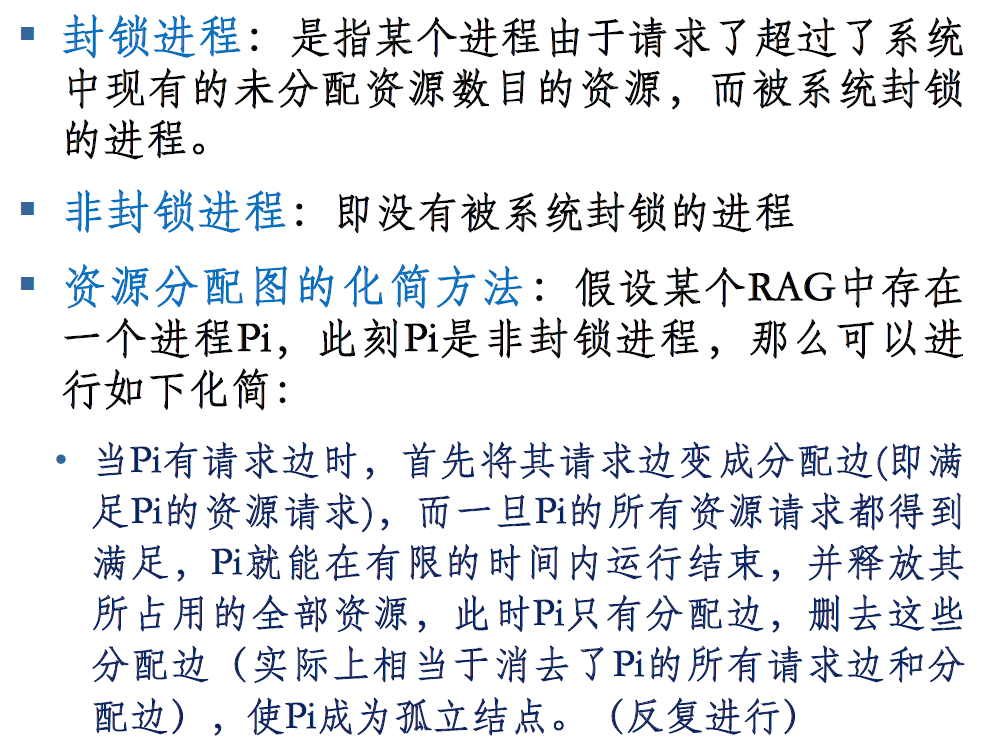 封锁进程：是指某个进程由于请求了超过了系统
中现有的未分配资源数目的资源，而被系统封锁
的进程。
非封锁进程：即没有被系统封锁的进程
资源分配图的化简方法：假设某个RAG中存在
一个进程Pi，此刻Pi是非封锁进程，那么可以进
行如下化简：
当Pi有请求边时，首先将其请求边变成分配边(即满
足Pi的资源请求)，而一旦Pi的所有资源请求都得到
满足，Pi就能在有限的时间内运行结束，并释放其
所占用的全部资源，此时Pi只有分配边，删去这些
分配边（实际上相当于消去了Pi的所有请求边和分
配边），使Pi成为孤立结点。（反复进行）